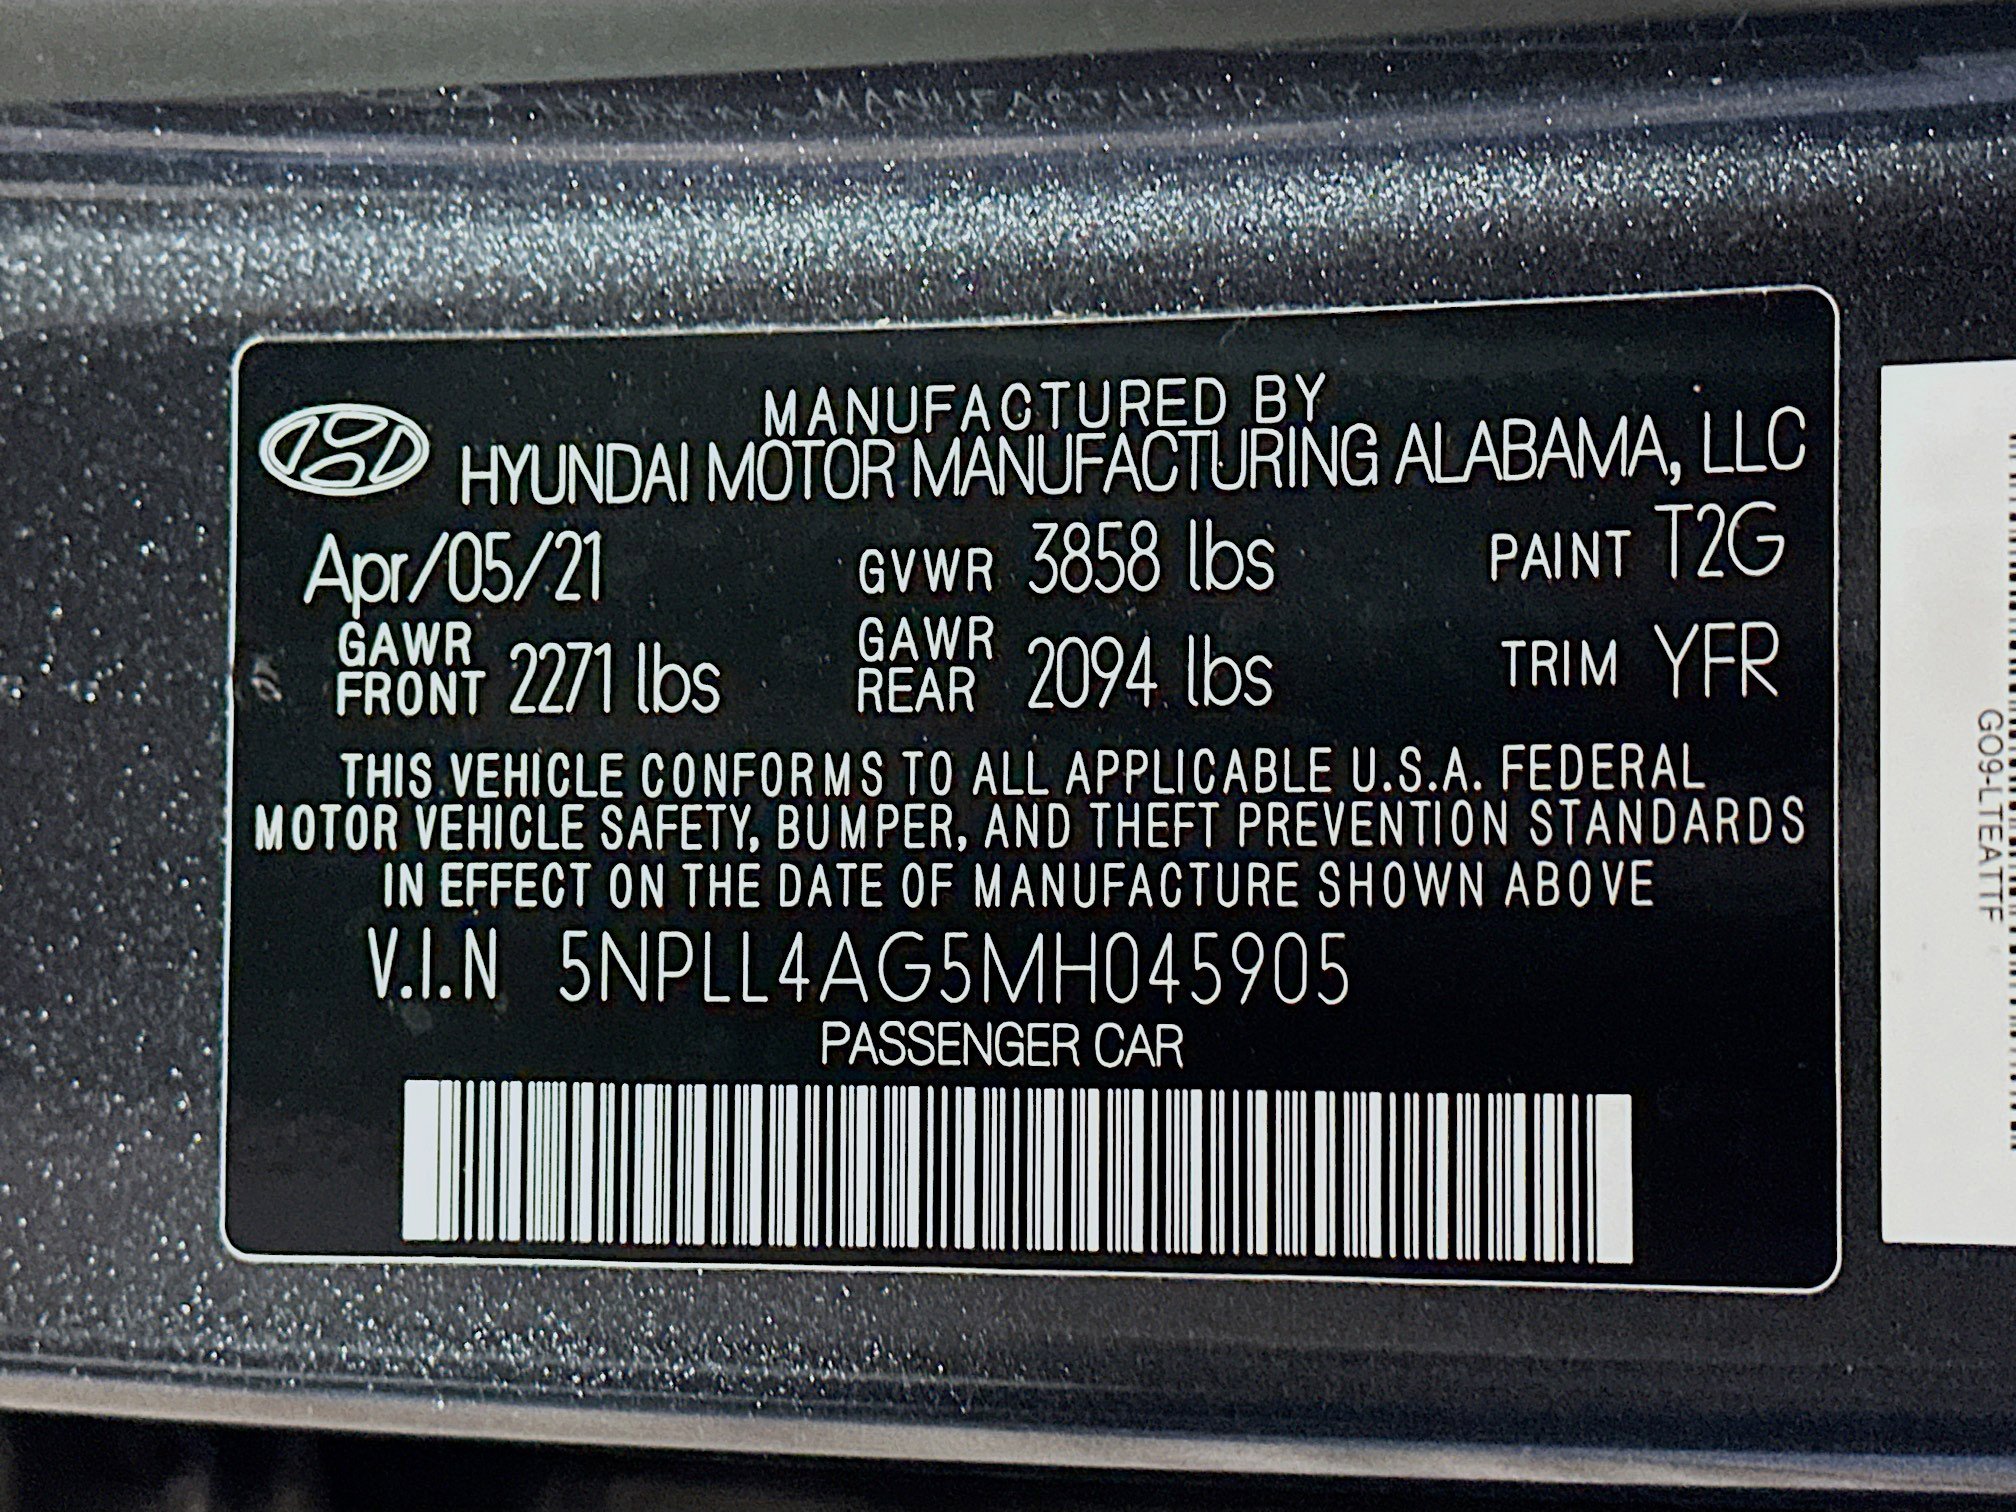 MANUFACTURED BY
HYUNDAI MOTOR MANUFACTURING ALABAMA, LLC
Apr/05/21 GVWR 3858 lbs PAINT T2G
GAWR FRONT 2271 lbs GAWR REAR 2094 lbs TRIM YFR
THIS VEHICLE CONFORMS TO ALL APPLICABLE U.S.A. FEDERAL
MOTOR VEHICLE SAFETY, BUMPER, AND THEFT PREVENTION STANDARDS
IN EFFECT ON THE DATE OF MANUFACTURE SHOWN ABOVE
V.I.N 5NPLL4AG5MH045905
PASSENGER CAR
GO9-LTEATTF